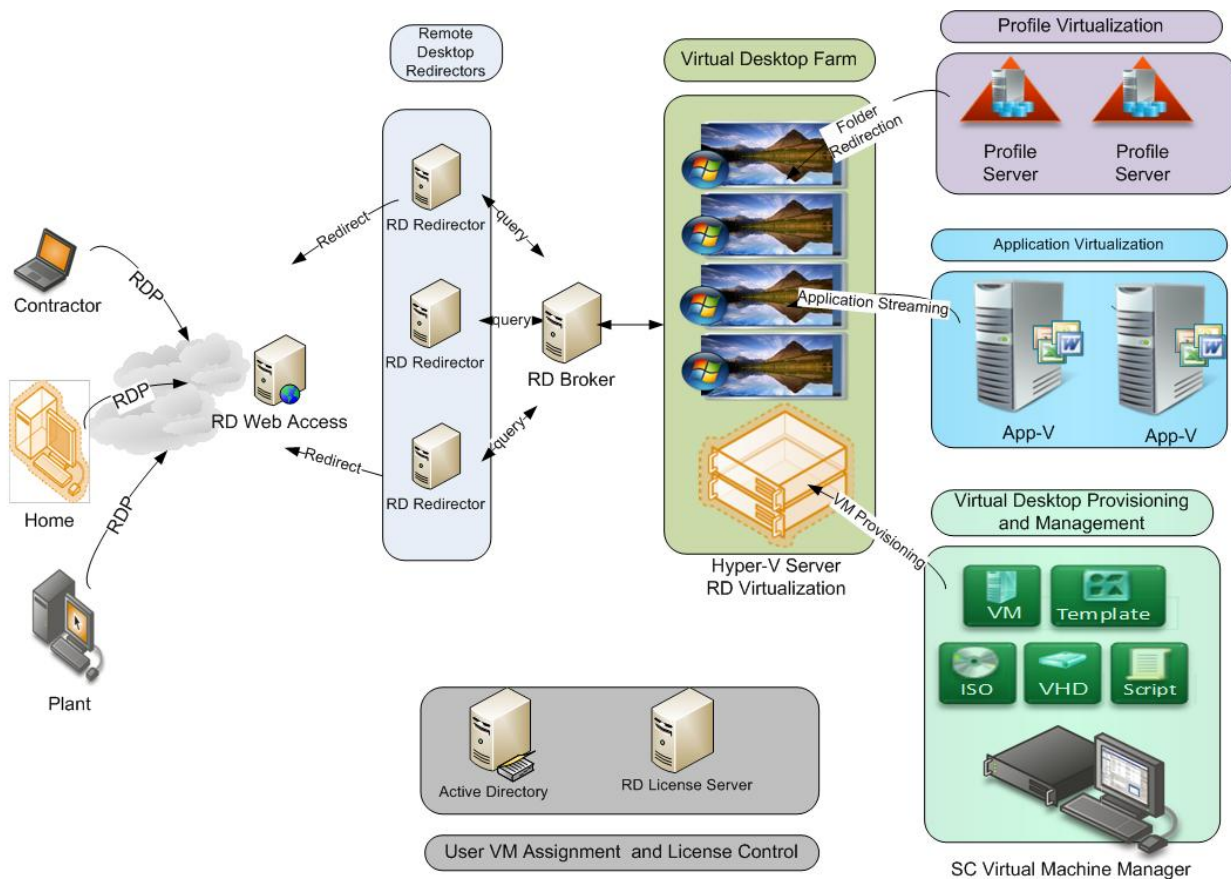 Remote
Desktop
Redirectors
Virtual Desktop Farm
Profile Virtualization
Folder
Redirection
Profile
Server
Profile
Server
RD Redirector
query
Redirect
Contractor
RDP
RDP
Home
RDP
Plant
RD Web Access
RD Redirector
query
RD Broker
Redirect
query
RD Redirector
Application Virtualization
Application Streaming
App-V
App-V
Hyper-V Server
RD Virtualization
VM Provisioning
Virtual Desktop Provisioning
and Management
VM
Template
ISO
VHD
Script
SC Virtual Machine Manager
Active Directory
RD License Server
User VM Assignment and License Control